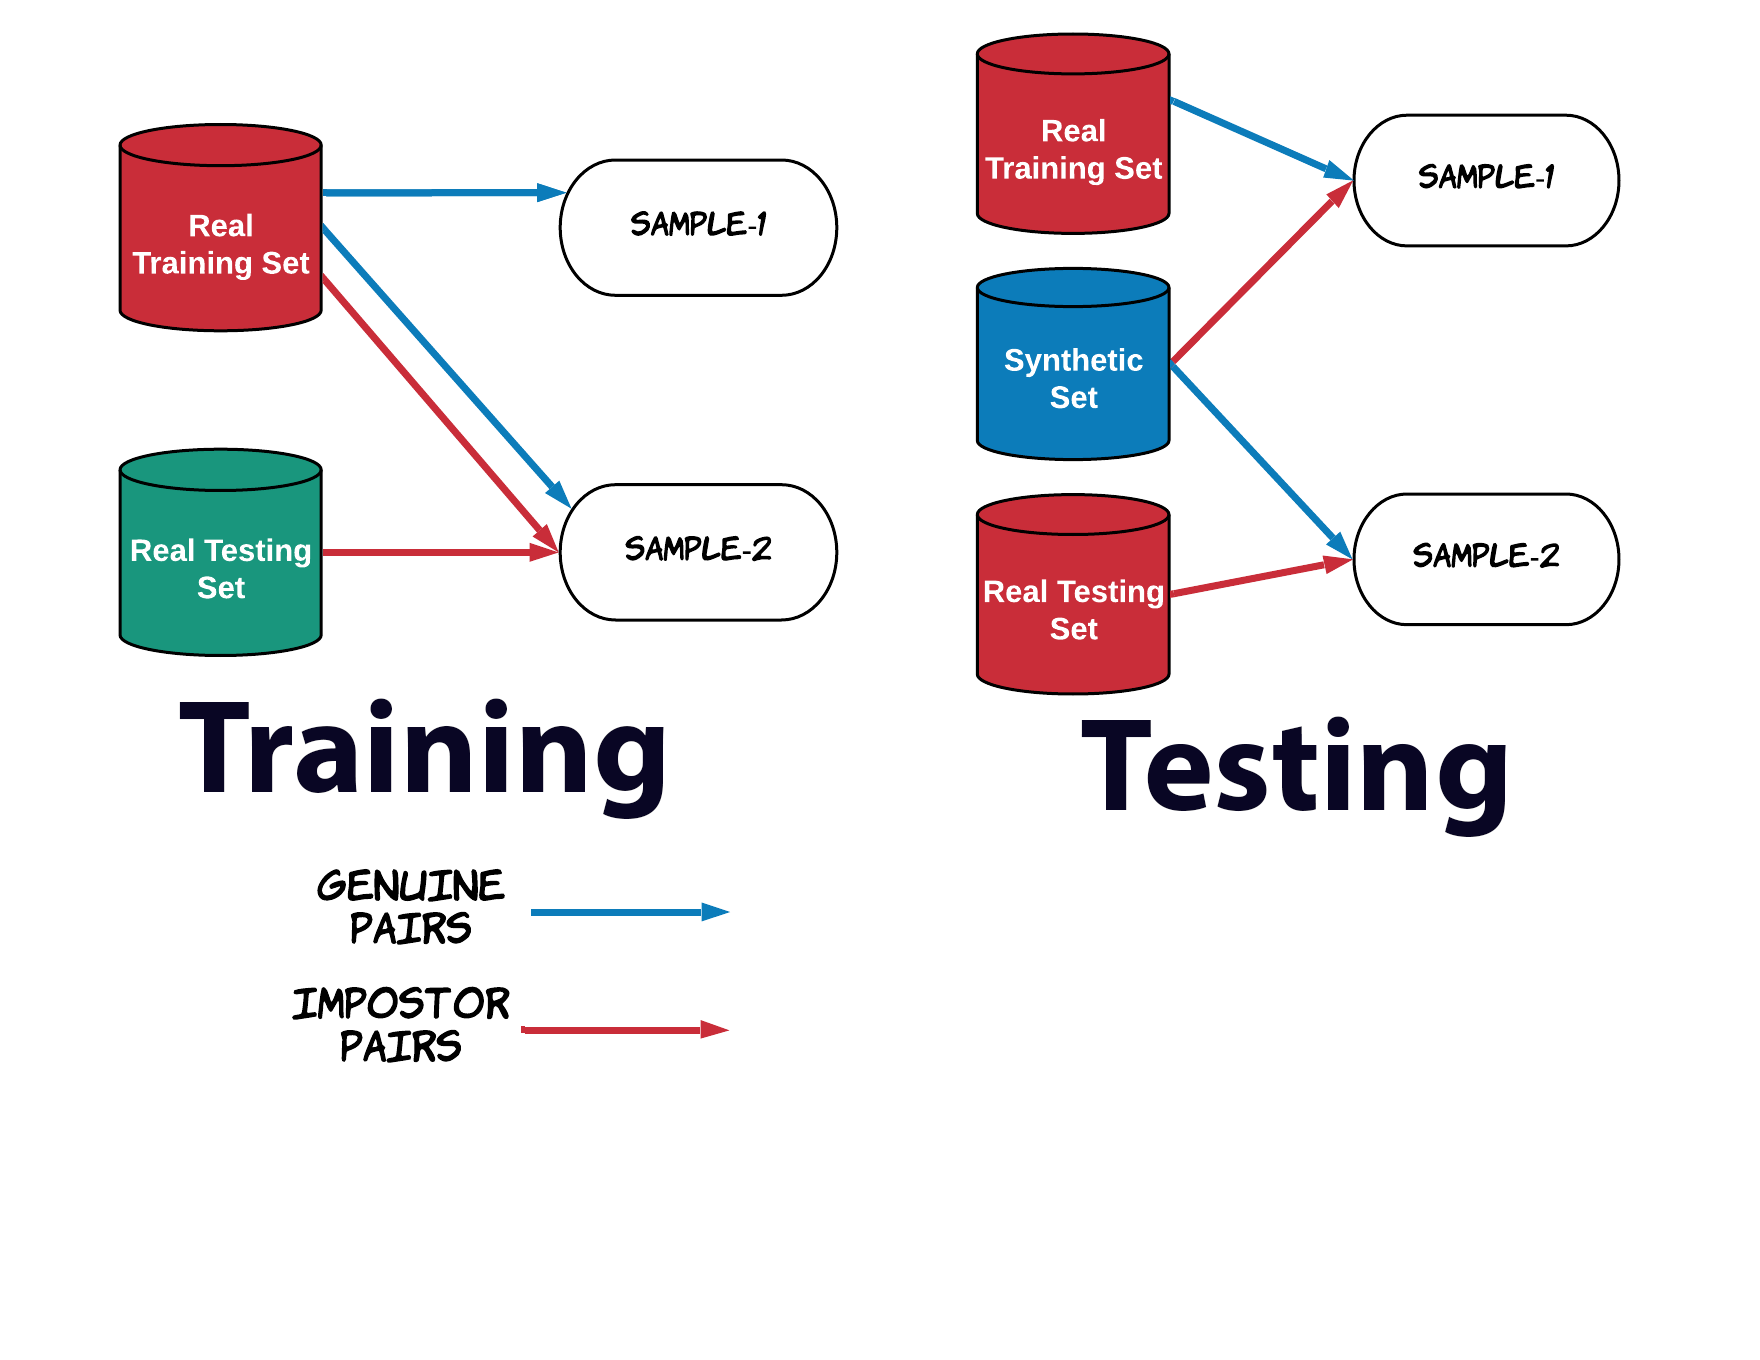 Real
Training Set
SAMPLE-1
Real Testing
Set
SAMPLE-2
Training
Real
Training Set
SAMPLE-1
Synthetic
Set
Real Testing
Set
SAMPLE-2
Testing
GENUINE
PAIRS
IMPOSTOR
PAIRS